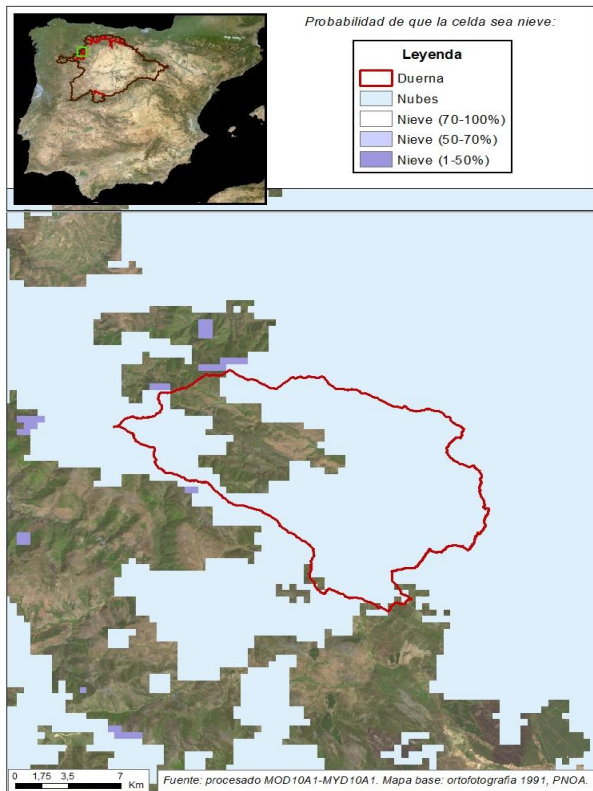 Probabilidad de que la celda sea nieve:
Leyenda
Duerna
Nubes
Nieve (70-100%)
Nieve (50-70%)
Nieve (1-50%)
0 1,75 3,5 7
Km
Fuente: procesado MOD10A1-MYD10A1. Mapa base: ortofotografia 1991, PNOA.